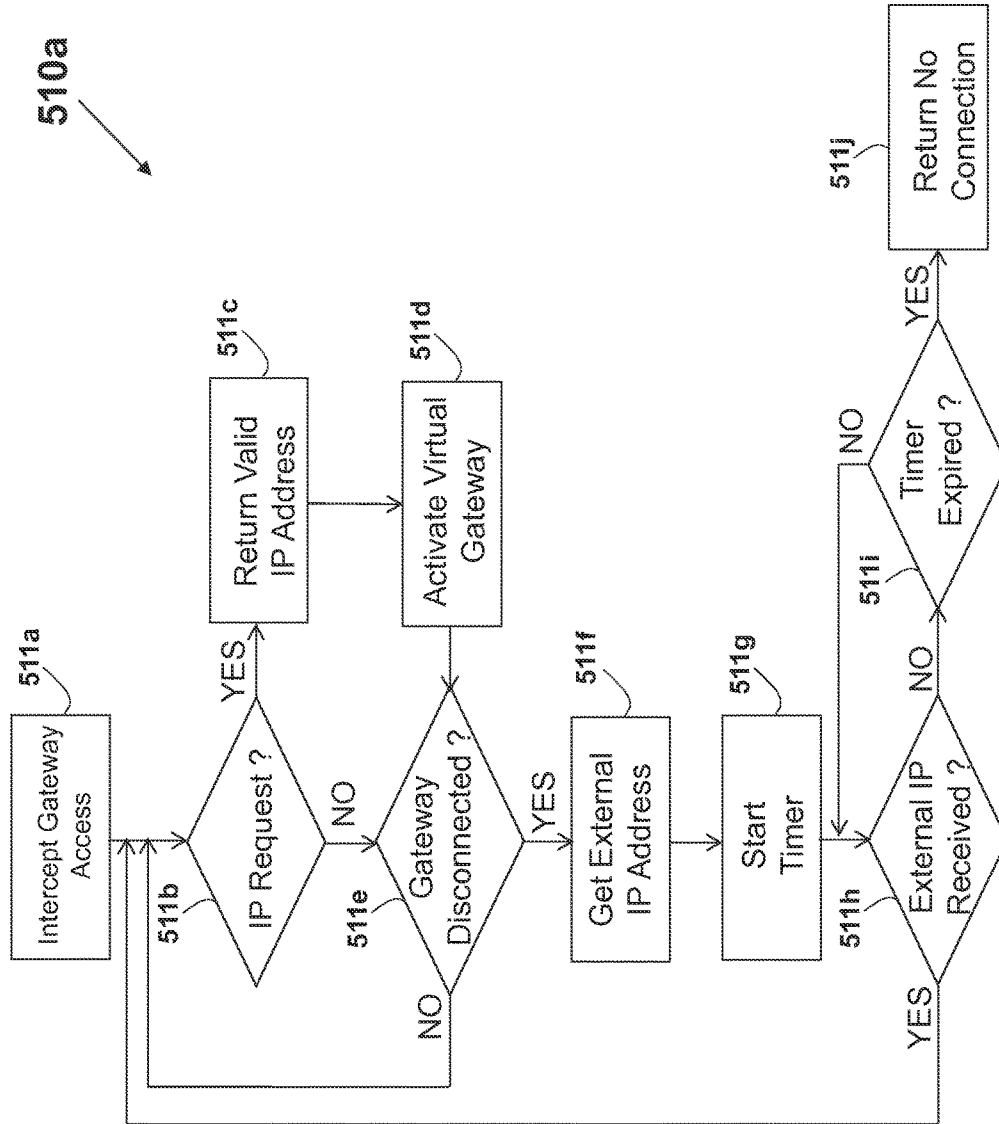 510a
511a
Intercept Gateway
Access
511b
IP Request ?
YES
NO
511c
Return Valid
IP Address
511d
Activate Virtual
Gateway
511e
Gateway
Disconnected ?
NO
YES
511f
Get External
IP Address
511g
Start
Timer
511h
External IP
Received ?
YES
NO
511i
Timer
Expired ?
NO
YES
511j
Return No
Connection